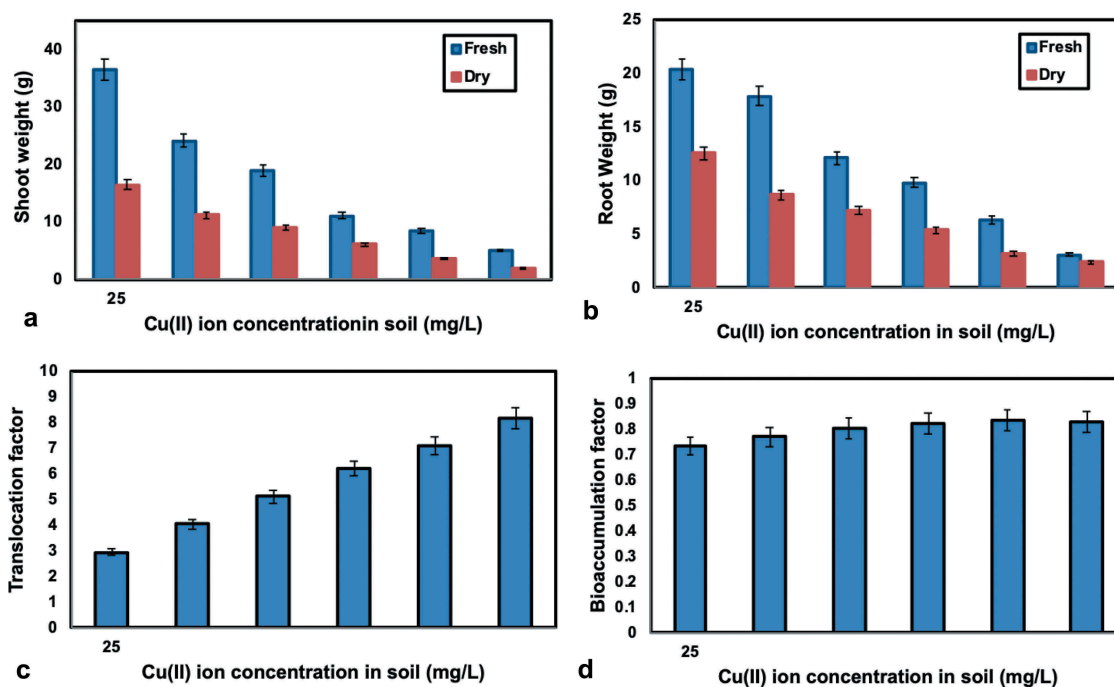 Shoot weight (g)
40
30
20
10
0
Fresh
Dry
25
a
Cu(II) ion concentrationin soil (mg/L)
Root Weight (g)
25
20
15
10
5
0
Fresh
Dry
25
b
Cu(II) ion concentration in soil (mg/L)
Translocation factor
10
9
8
7
6
5
4
3
2
1
0
25
c
Cu(II) ion concentration in soil (mg/L)
Bioaccumulation factor
1
0.9
0.8
0.7
0.6
0.5
0.4
0.3
0.2
0.1
0
25
d
Cu(II) ion concentration in soil (mg/L)